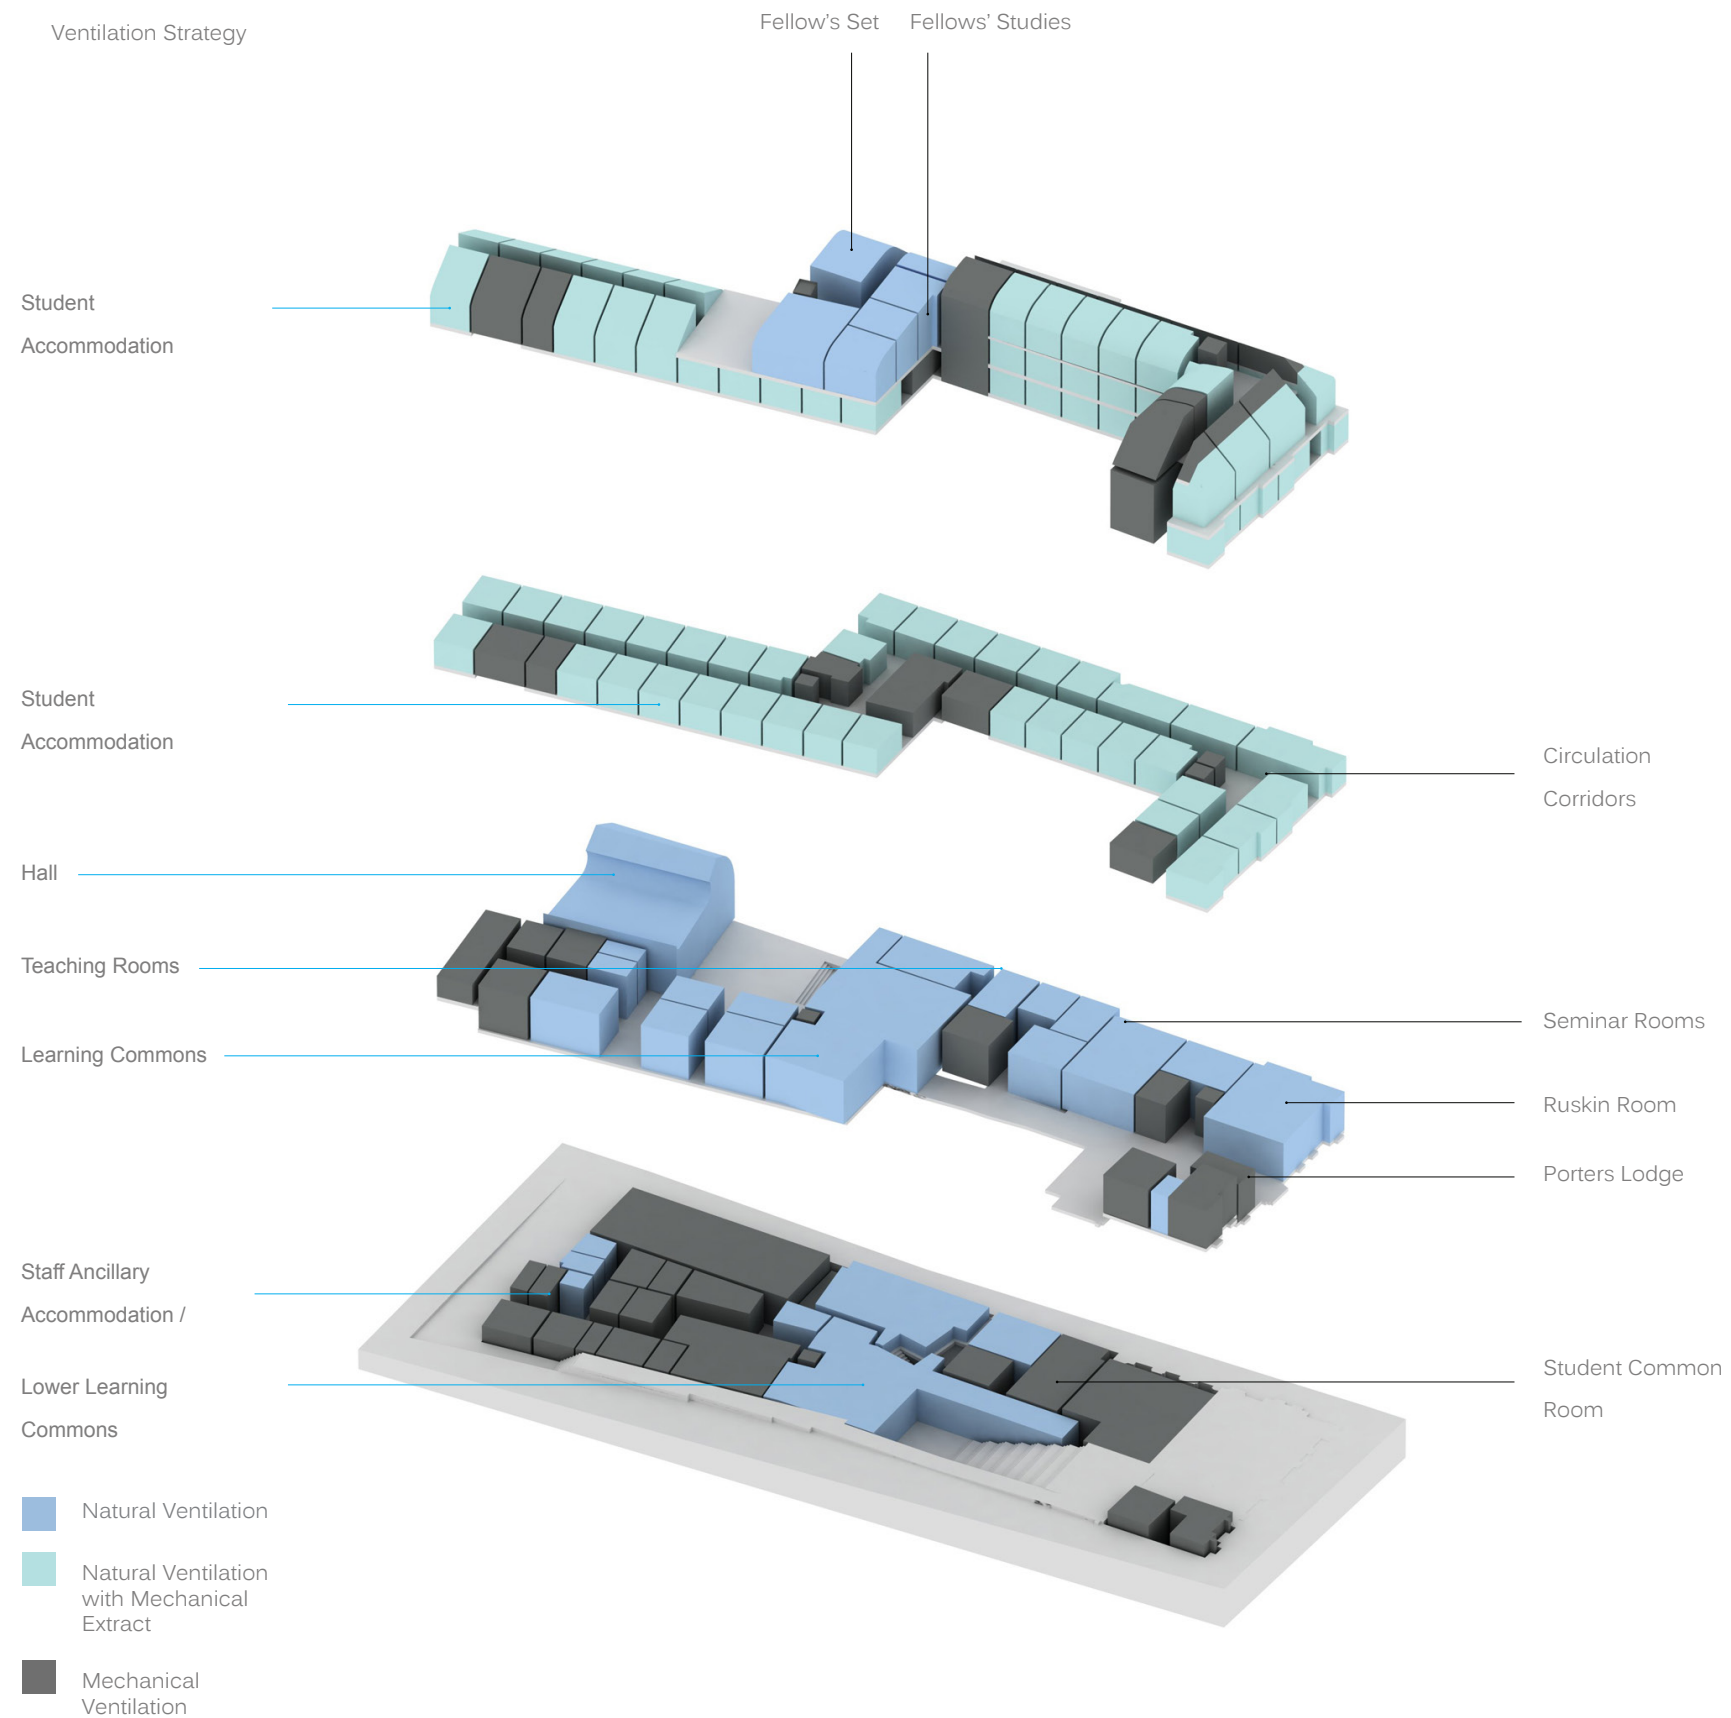 Ventilation Strategy
Fellow's Set
Fellows' Studies
Student
Accommodation
Student
Accommodation
Circulation
Corridors
Hall
Teaching Rooms
Learning Commons
Seminar Rooms
Ruskin Room
Porters Lodge
Staff Ancillary
Accommodation /
Lower Learning
Commons
Student Common
Room
Natural Ventilation
Natural Ventilation
with Mechanical
Extract
Mechanical
Ventilation